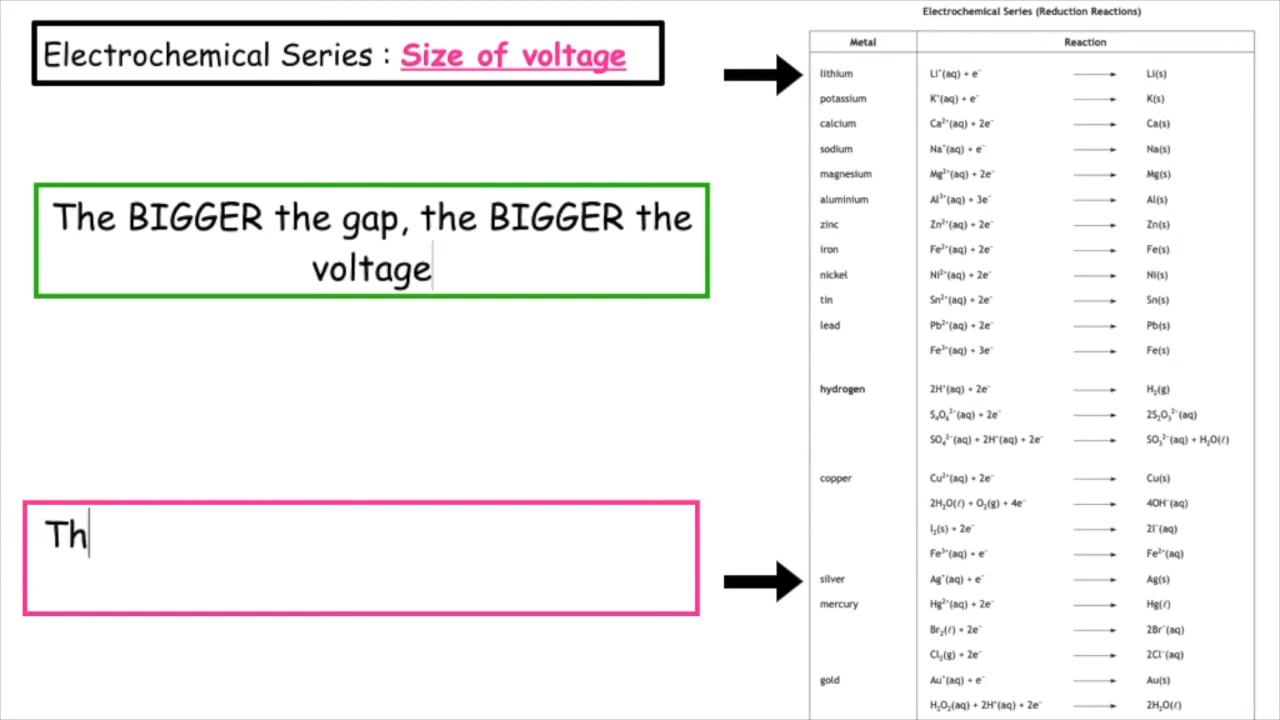 Electrochemical Series : Size of voltage
The BIGGER the gap, the BIGGER the
voltage
Th
Electrochemical Series (Reduction Reactions)
Metal Reaction
lithium Li⁺(aq) + e⁻ ⟶ Li(s)
potassium K⁺(aq) + e⁻ ⟶ K(s)
calcium Ca²⁺(aq) + 2e⁻ ⟶ Ca(s)
sodium Na⁺(aq) + e⁻ ⟶ Na(s)
magnesium Mg²⁺(aq) + 2e⁻ ⟶ Mg(s)
aluminium Al³⁺(aq) + 3e⁻ ⟶ Al(s)
zinc Zn²⁺(aq) + 2e⁻ ⟶ Zn(s)
iron Fe²⁺(aq) + 2e⁻ ⟶ Fe(s)
nickel Ni²⁺(aq) + 2e⁻ ⟶ Ni(s)
tin Sn²⁺(aq) + 2e⁻ ⟶ Sn(s)
lead Pb²⁺(aq) + 2e⁻ ⟶ Pb(s)
Fe³⁺(aq) + 3e⁻ ⟶ Fe(s)
hydrogen 2H⁺(aq) + 2e⁻ ⟶ H₂(g)
S₄O₆²⁻(aq) + 2e⁻ ⟶ 2S₂O₃²⁻(aq)
SO₄²⁻(aq) + 2H⁺(aq) + 2e⁻ ⟶ SO₃²⁻(aq) + H₂O(ℓ)
copper Cu²⁺(aq) + 2e⁻ ⟶ Cu(s)
2H₂O(ℓ) + O₂(g) + 4e⁻ ⟶ 4OH⁻(aq)
I₂(s) + 2e⁻ ⟶ 2I⁻(aq)
Fe³⁺(aq) + e⁻ ⟶ Fe²⁺(aq)
silver Ag⁺(aq) + e⁻ ⟶ Ag(s)
mercury Hg²⁺(aq) + 2e⁻ ⟶ Hg(ℓ)
Br₂(ℓ) + 2e⁻ ⟶ 2Br⁻(aq)
Cl₂(g) + 2e⁻ ⟶ 2Cl⁻(aq)
gold Au⁺(aq) + e⁻ ⟶ Au(s)
H₂O₂(aq) + 2H⁺(aq) + 2e⁻ ⟶ 2H₂O(ℓ)